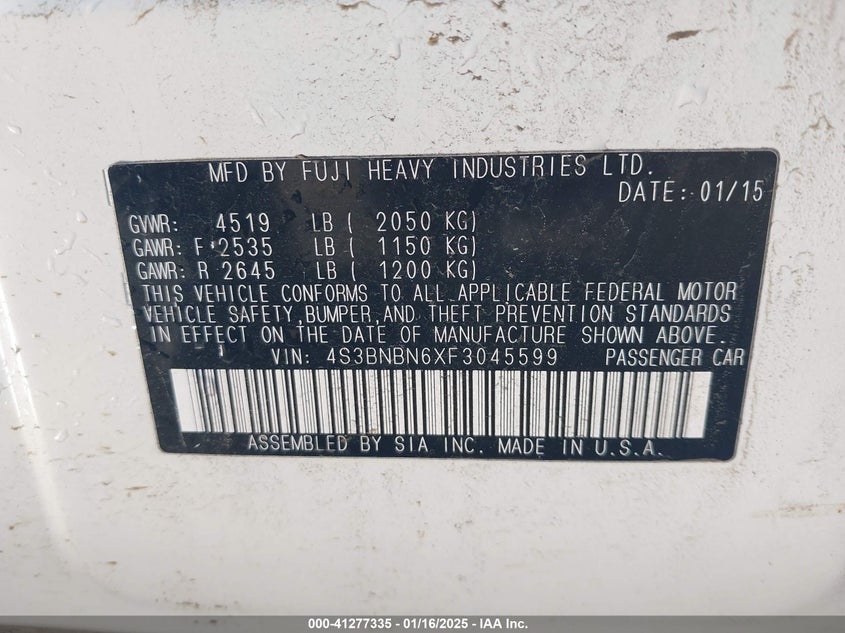 MFD BY FUJI HEAVY INDUSTRIES LTD.
DATE: 01/15
GVWR: 4519 LB ( 2050 KG)
GAWR: F 2535 LB ( 1150 KG)
GAWR: R 2645 LB ( 1200 KG)
THIS VEHICLE CONFORMS TO ALL APPLICABLE FEDERAL MOTOR
VEHICLE SAFETY,BUMPER,AND THEFT PREVENTION STANDARDS
IN EFFECT ON THE DATE OF MANUFACTURE SHOWN ABOVE.
VIN: 4S3BNBN6XF3045599 PASSENGER CAR
ASSEMBLED BY SIA INC. MADE IN U.S.A.
000-41277335 - 01/16/2025 - IAA Inc.